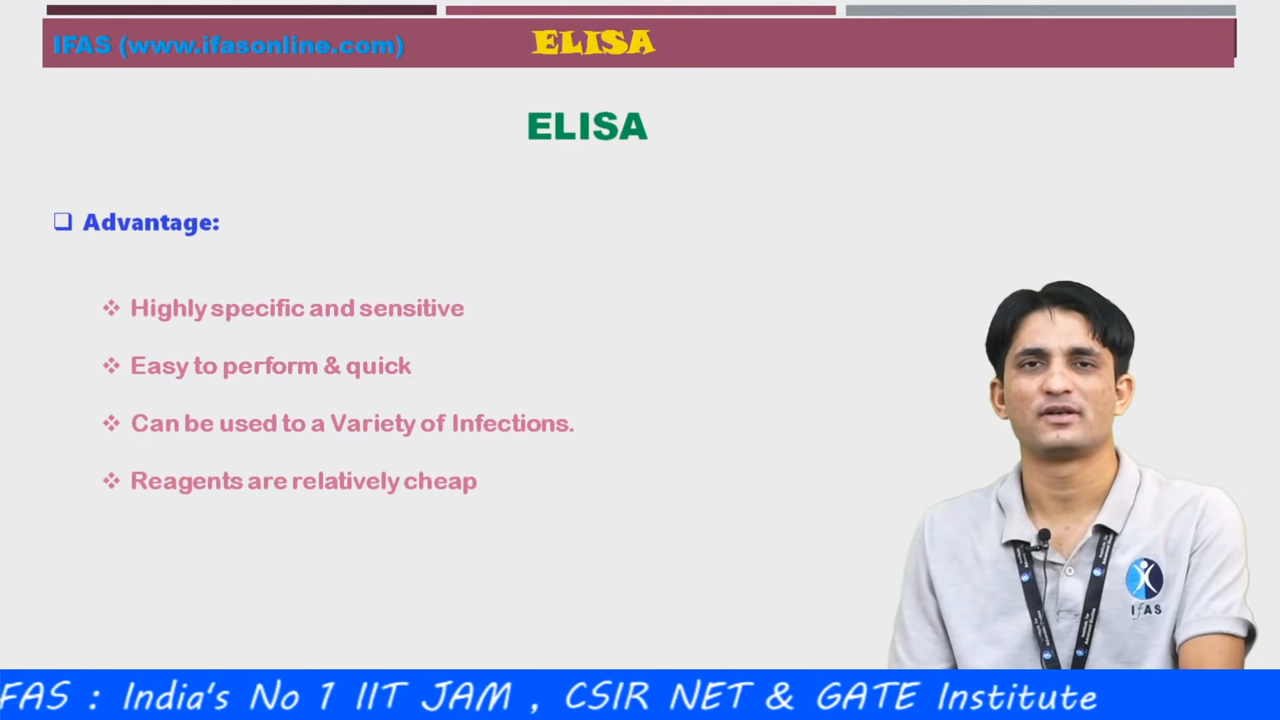 IFAS (www.ifasonline.com)
ELISA
ELISA
Advantage:
Highly specific and sensitive
Easy to perform & quick
Can be used to a Variety of Infections.
Reagents are relatively cheap
IfAS
FAS : India's No 1 IIT JAM , CSIR NET & GATE Institute